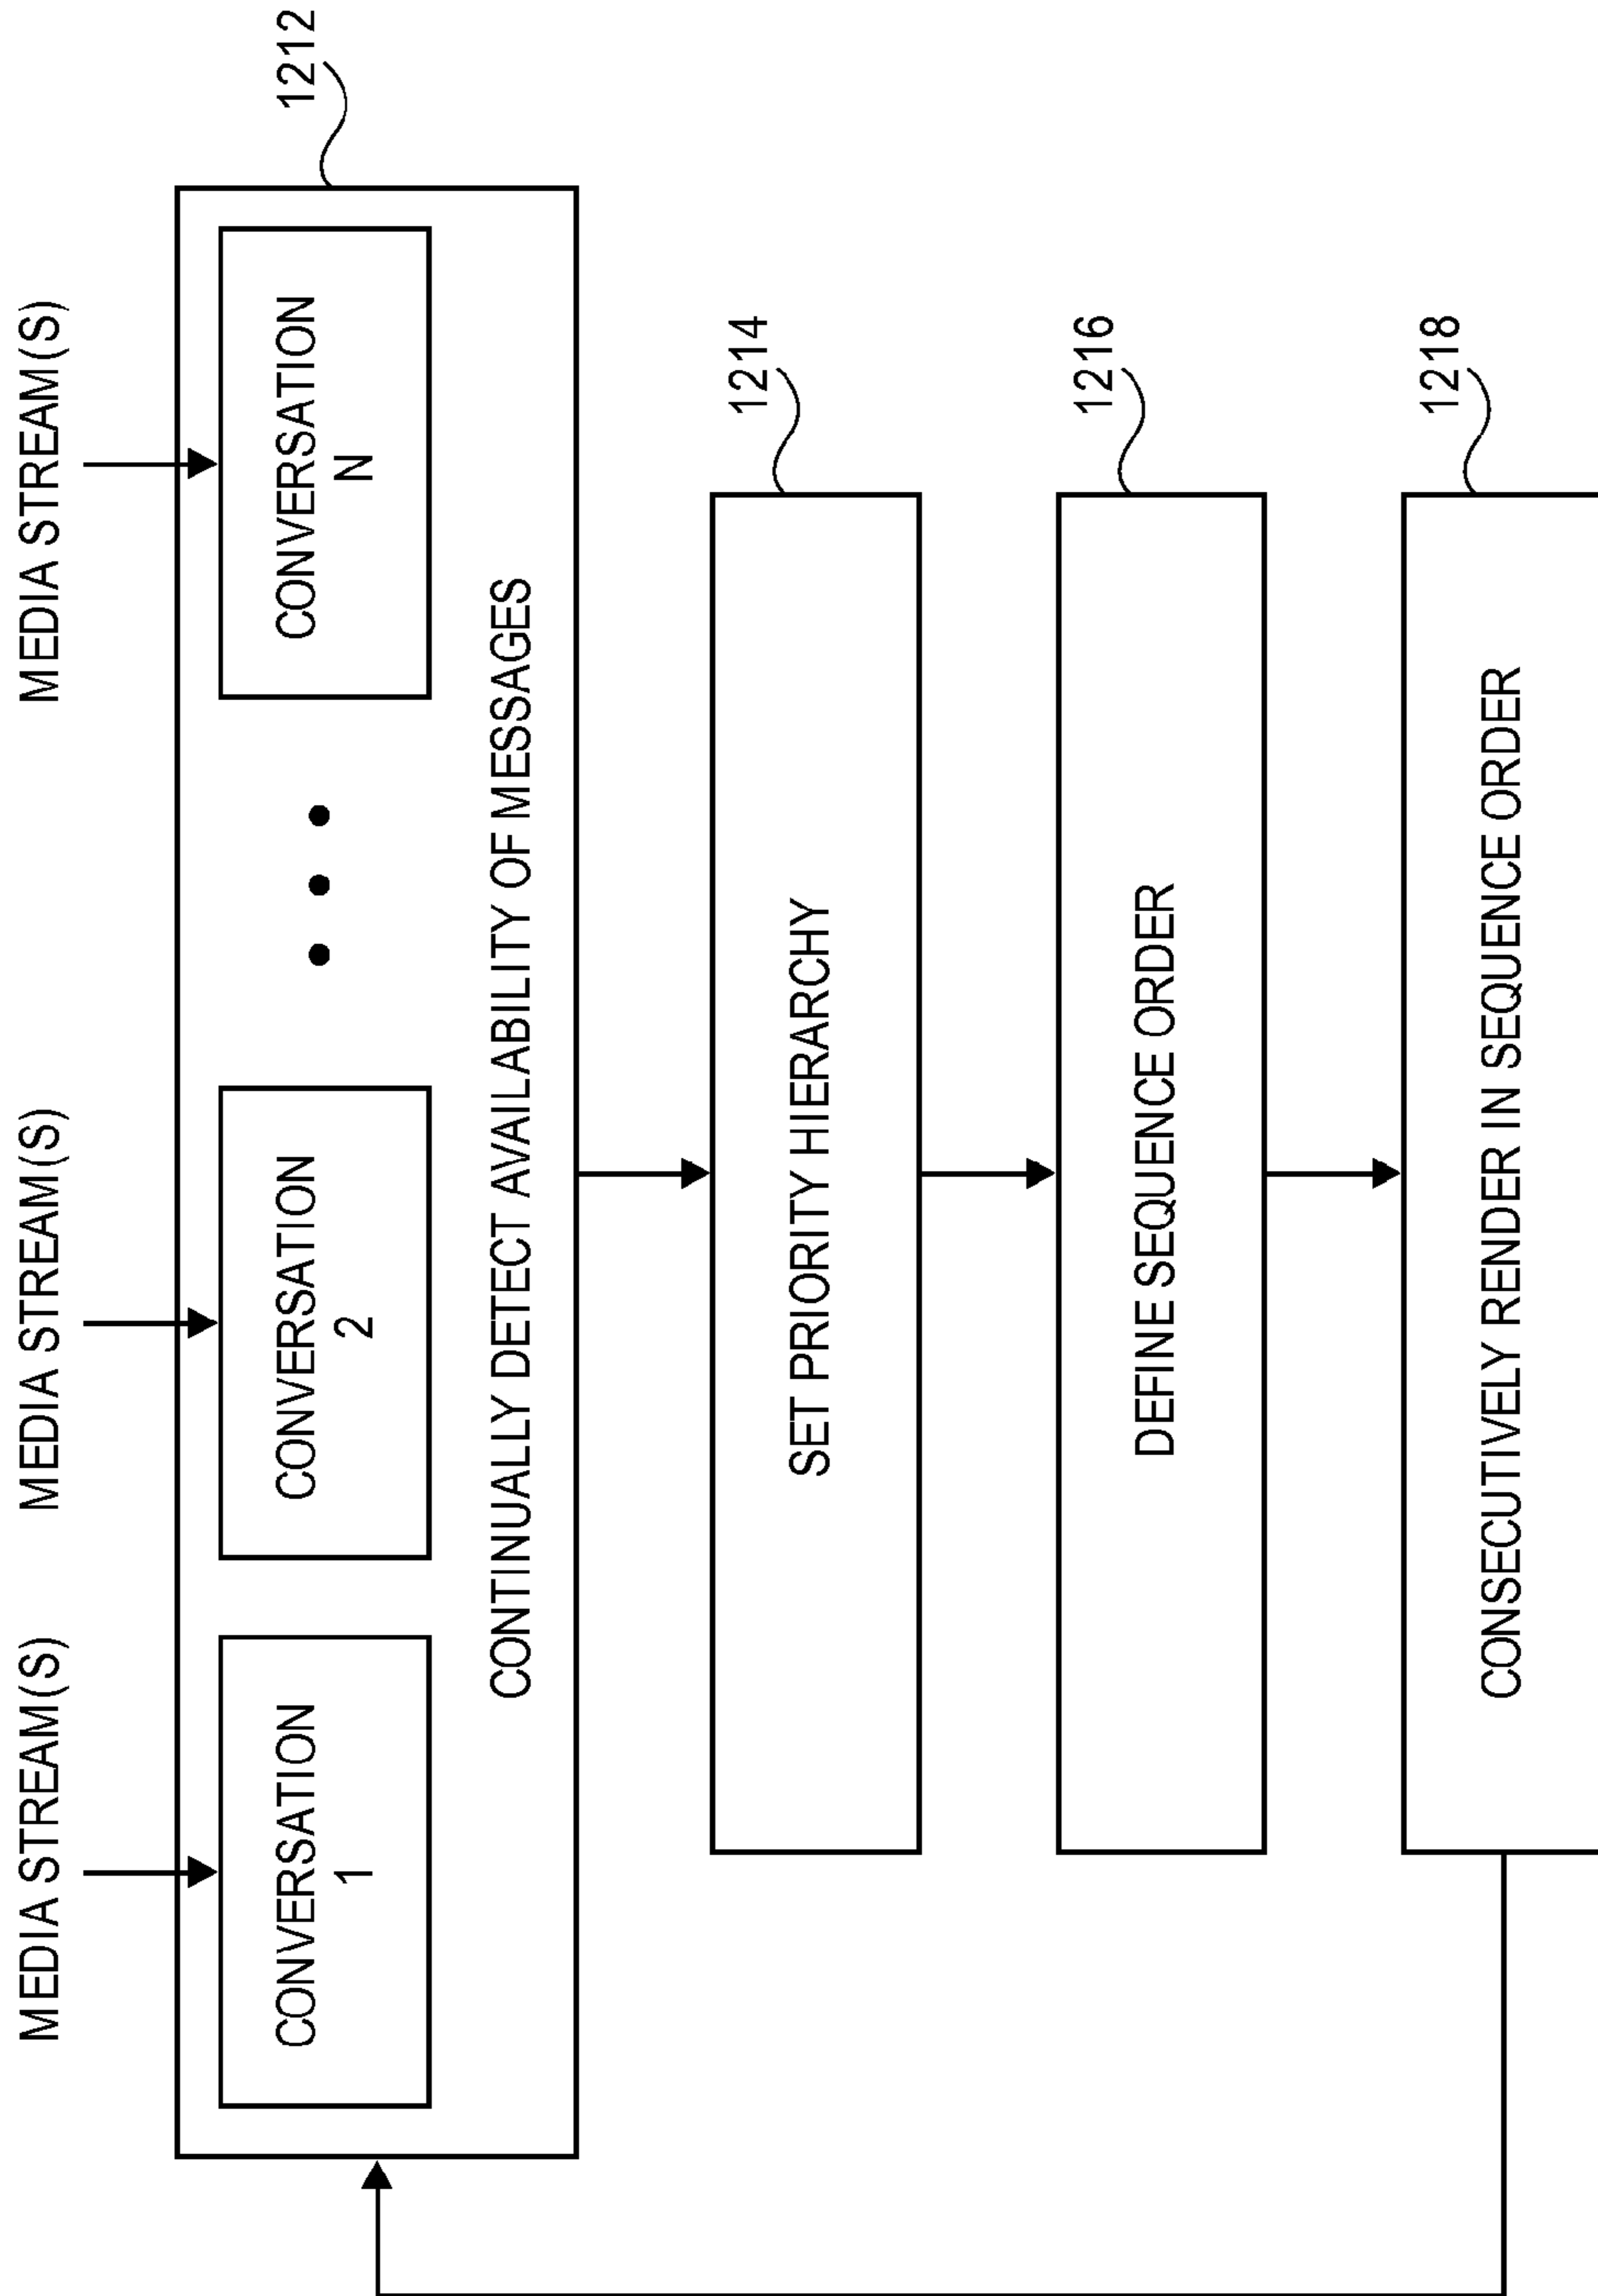 MEDIA STREAM(S)
MEDIA STREAM(S)
MEDIA STREAM(S)
CONVERSATION
1
CONVERSATION
2
CONVERSATION
N
1212
CONTINUALLY DETECT AVAILABILITY OF MESSAGES
1214
SET PRIORITY HIERARCHY
1216
DEFINE SEQUENCE ORDER
1218
CONSECUTIVELY RENDER IN SEQUENCE ORDER